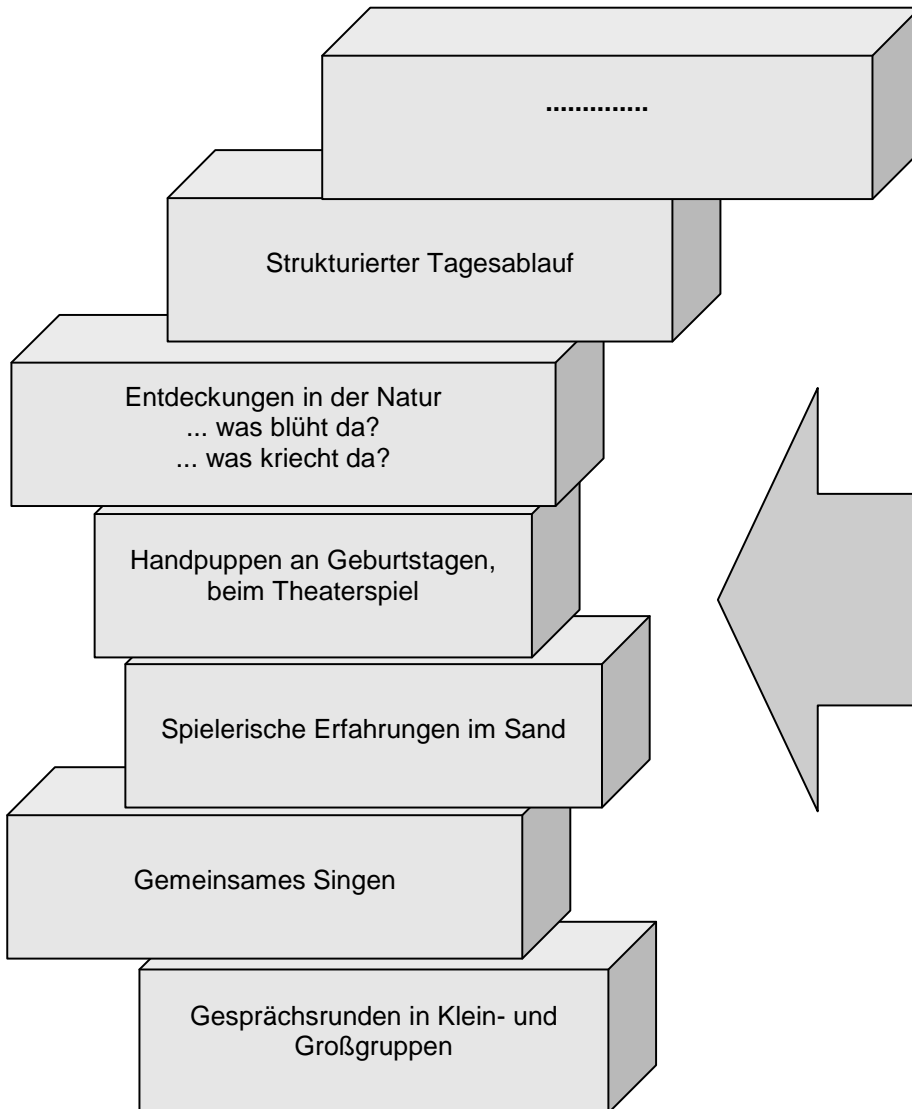 ..............
Strukturierter Tagesablauf
Entdeckungen in der Natur
... was blüht da?
... was kriecht da?
Handpuppen an Geburtstagen,
beim Theaterspiel
Spielerische Erfahrungen im Sand
Gemeinsames Singen
Gesprächsrunden in Klein- und
Großgruppen